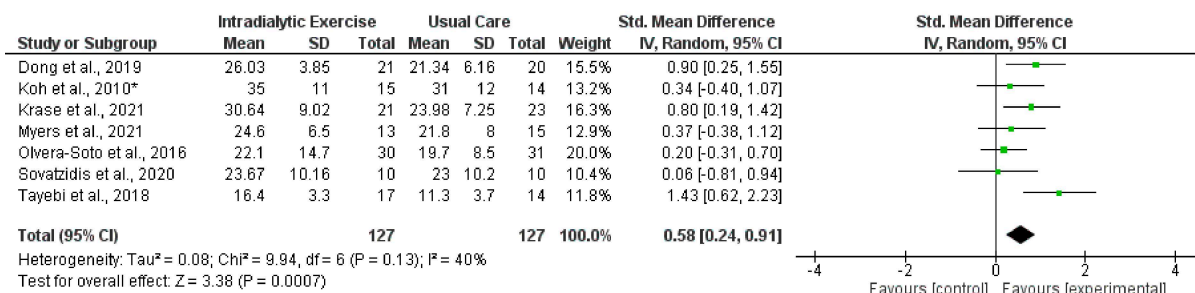 Intradialytic Exercise Usual Care Std. Mean Difference Std. Mean Difference
Study or Subgroup Mean SD Total Mean SD Total Weight IV, Random, 95% CI IV, Random, 95% CI
Dong et al., 2019 26.03 3.85 21 21.34 6.16 20 15.5% 0.90 [0.25, 1.55]
Koh et al., 2010* 35 11 15 31 12 14 13.2% 0.34 [-0.40, 1.07]
Krase et al., 2021 30.64 9.02 21 23.98 7.25 23 16.3% 0.80 [0.19, 1.42]
Myers et al., 2021 24.6 6.5 13 21.8 8 15 12.9% 0.37 [-0.38, 1.12]
Olvera-Soto et al., 2016 22.1 14.7 30 19.7 8.5 31 20.0% 0.20 [-0.31, 0.70]
Sovatzidis et al., 2020 23.67 10.16 10 23 10.2 10 10.4% 0.06 [-0.81, 0.94]
Tayebi et al., 2018 16.4 3.3 17 11.3 3.7 14 11.8% 1.43 [0.62, 2.23]
Total (95% CI) 127 127 100.0% 0.58 [0.24, 0.91]
Heterogeneity: Tau² = 0.08; Chi² = 9.94, df = 6 (P = 0.13); I² = 40%
Test for overall effect: Z = 3.38 (P = 0.0007)
-4 -2 0 2 4
Favours [control] Favours [experimental]